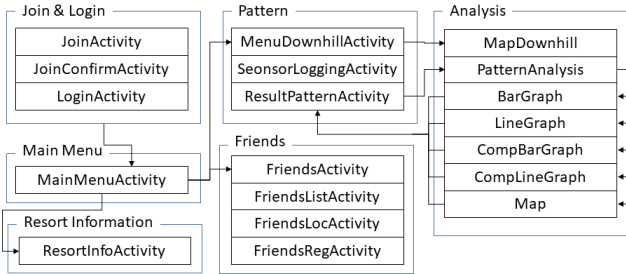 Join & Login
JoinActivity
JoinConfirmActivity
LoginActivity
Main Menu
MainMenuActivity
Resort Information
ResortInfoActivity
Pattern
MenuDownhillActivity
SeonsorLoggingActivity
ResultPatternActivity
Friends
FriendsActivity
FriendsListActivity
FriendsLocActivity
FriendsRegActivity
Analysis
MapDownhill
PatternAnalysis
BarGraph
LineGraph
CompBarGraph
CompLineGraph
Map